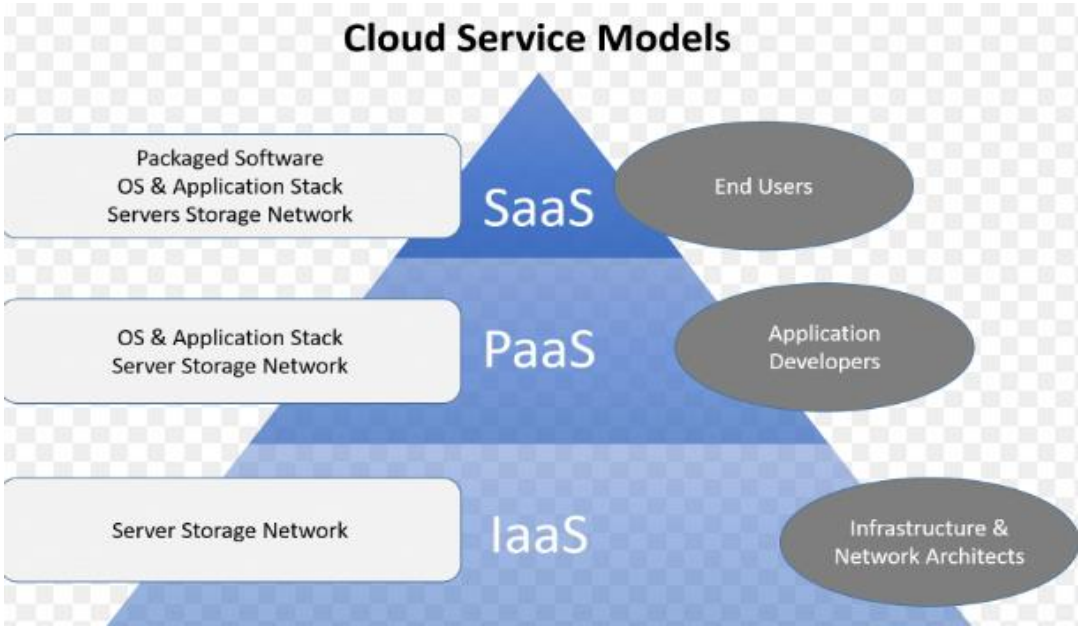 Cloud Service Models
Packaged Software
OS & Application Stack
Servers Storage Network
SaaS
End Users
OS & Application Stack
Server Storage Network
PaaS
Application
Developers
Server Storage Network
IaaS
Infrastructure &
Network Architects